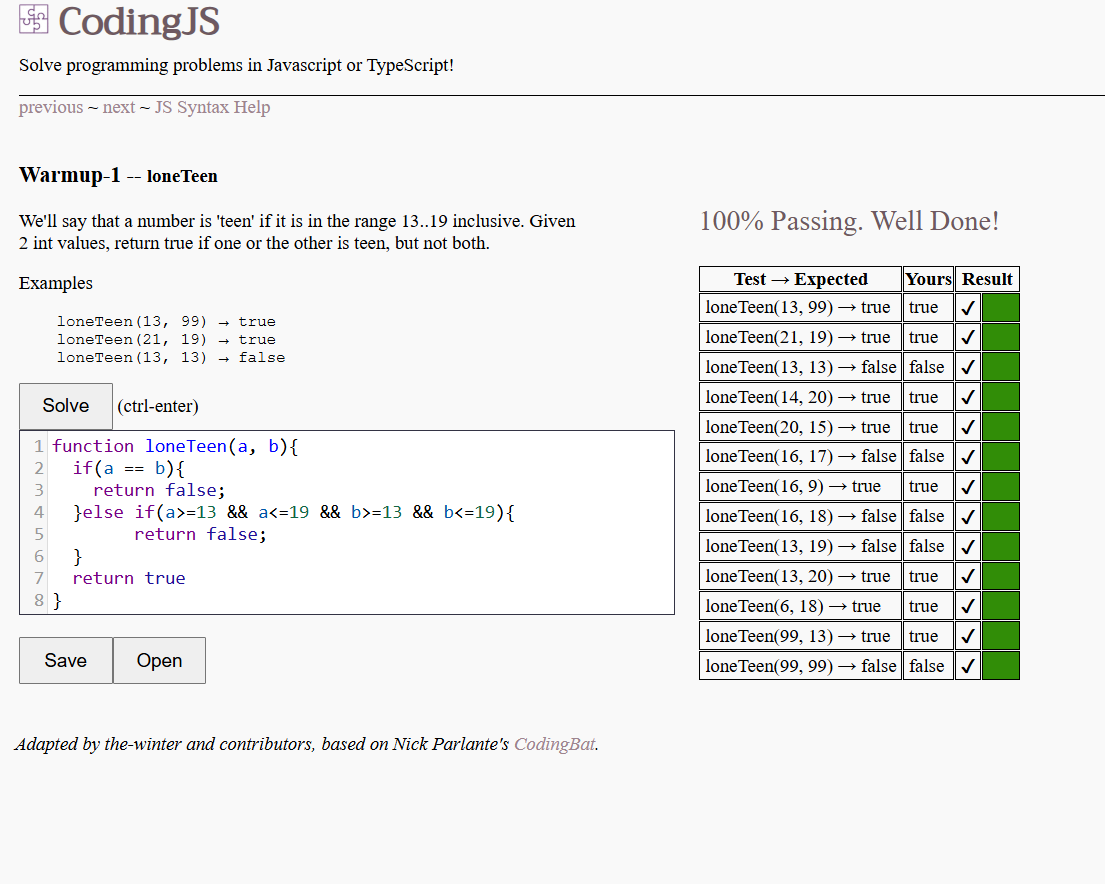 CodingJS
Solve programming problems in Javascript or TypeScript!
previous ~ next ~ JS Syntax Help
Warmup-1 -- loneTeen
We'll say that a number is 'teen' if it is in the range 13..19 inclusive. Given
2 int values, return true if one or the other is teen, but not both.
Examples
loneTeen(13, 99) → true
loneTeen(21, 19) → true
loneTeen(13, 13) → false
Solve (ctrl-enter)
1 function loneTeen(a, b){
2   if(a == b){
3     return false;
4   }else if(a>=13 && a<=19 && b>=13 && b<=19){
5         return false;
6   }
7   return true
8 }
Save Open
100% Passing. Well Done!
Test → Expected Yours Result
loneTeen(13, 99) → true true ✓
loneTeen(21, 19) → true true ✓
loneTeen(13, 13) → false false ✓
loneTeen(14, 20) → true true ✓
loneTeen(20, 15) → true true ✓
loneTeen(16, 17) → false false ✓
loneTeen(16, 9) → true true ✓
loneTeen(16, 18) → false false ✓
loneTeen(13, 19) → false false ✓
loneTeen(13, 20) → true true ✓
loneTeen(6, 18) → true true ✓
loneTeen(99, 13) → true true ✓
loneTeen(99, 99) → false false ✓
Adapted by the-winter and contributors, based on Nick Parlante's CodingBat.